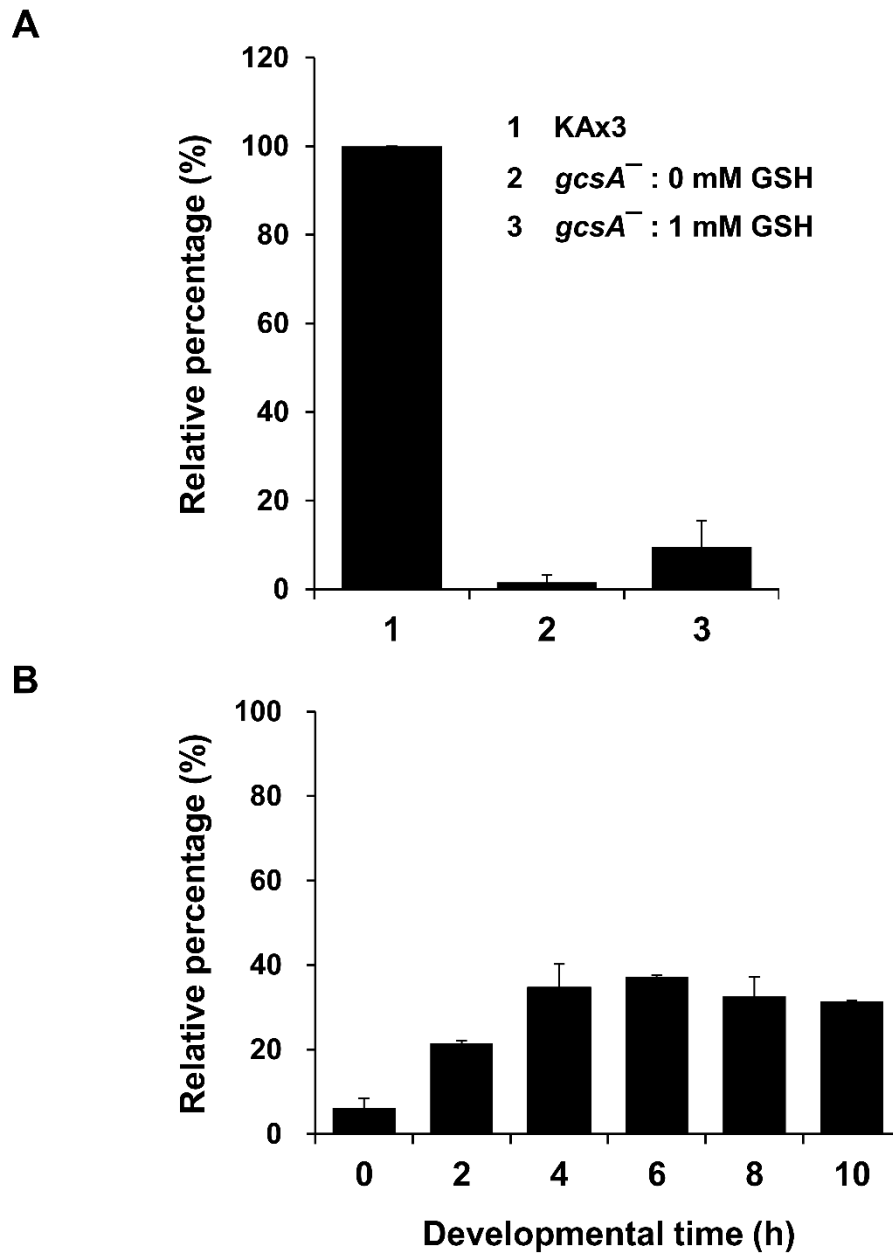 A
Relative percentage (%)
120
100
80
60
40
20
0
1 KAx3
2 gcsA‾ : 0 mM GSH
3 gcsA‾ : 1 mM GSH
1 2 3
B
Relative percentage (%)
100
80
60
40
20
0
0 2 4 6 8 10
Developmental time (h)